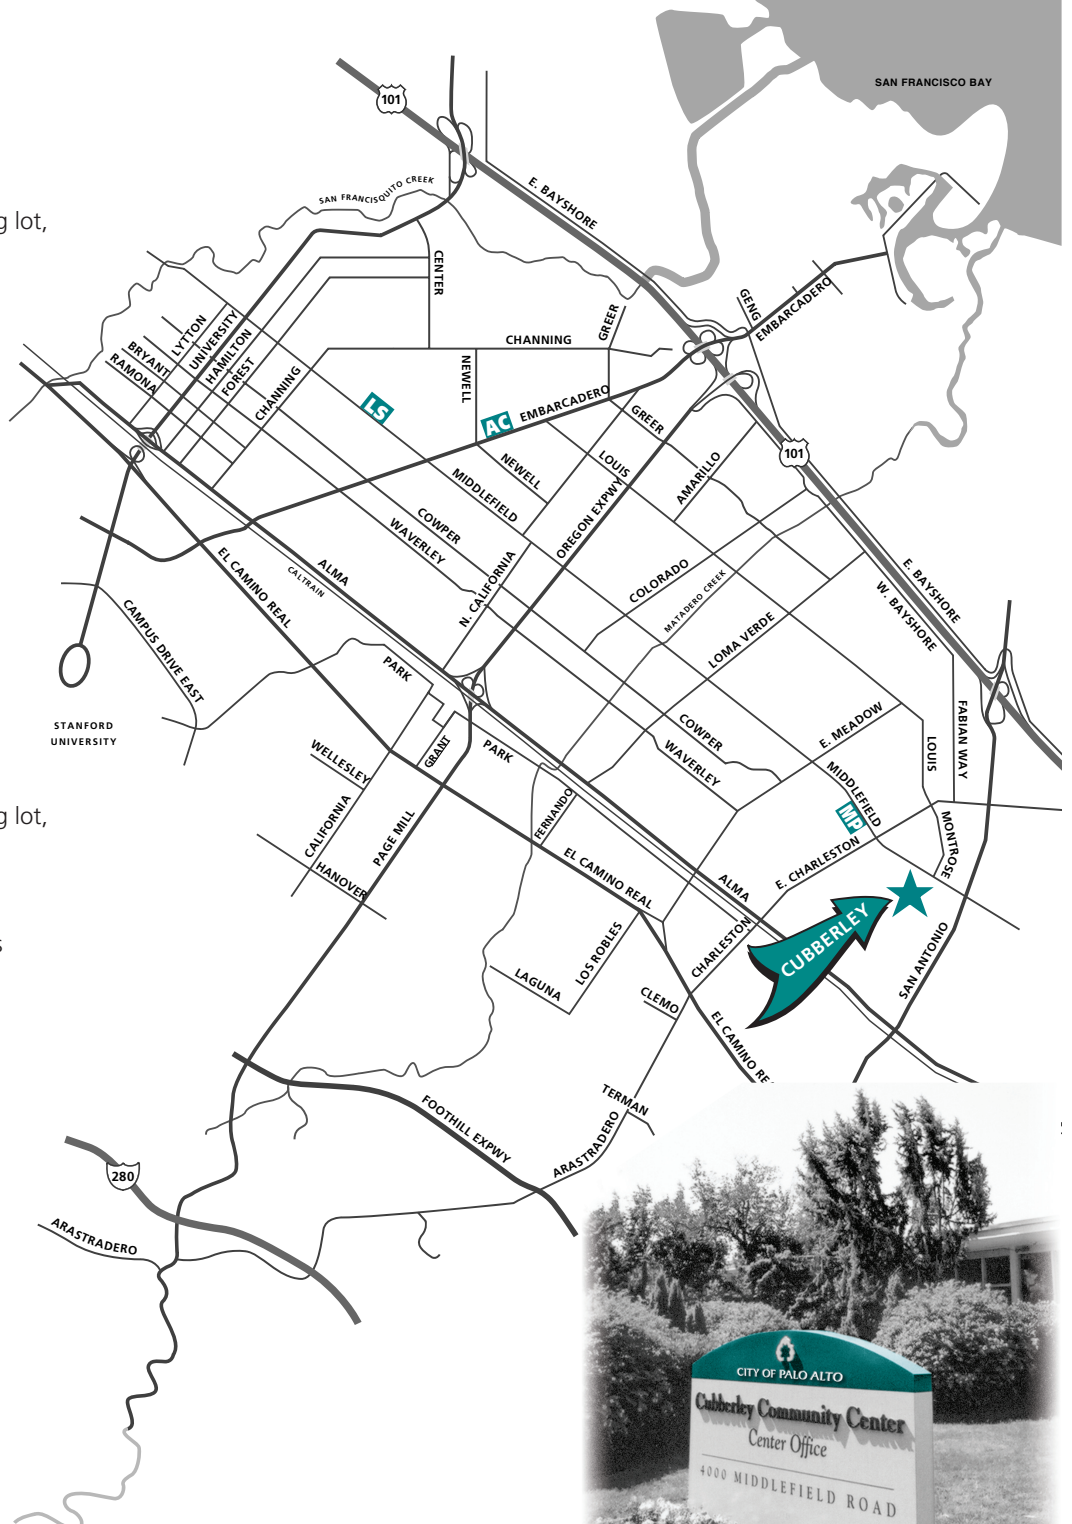 SAN FRANCISCO BAY
101
SAN FRANCISQUITO CREEK
E. BAYSHORE
g lot,
CENTER
GENG
EMBARCADERO
GREER
CHANNING
LYTTON
UNIVERSITY
HAMILTON
FOREST
BRYANT
RAMONA
CHANNING
NEWELL
LS
AC
EMBARCADERO
GREER
LOUIS
AMARILLO
101
NEWELL
MIDDLEFIELD
OREGON EXPWY
COWPER
WAVERLEY
EL CAMINO REAL
ALMA
CALTRAIN
N. CALIFORNIA
COLORADO
MATADERO CREEK
LOMA VERDE
E. BAYSHORE
W. BAYSHORE
CAMPUS DRIVE EAST
PARK
STANFORD
UNIVERSITY
WELLESLEY
GRANT
PARK
COWPER
WAVERLEY
E. MEADOW
LOUIS
FABIAN WAY
MIDDLEFIELD
MP
MONTROSE
g lot,
CALIFORNIA
PAGE MILL
HANOVER
FERNANDO
EL CAMINO REAL
ALMA
E. CHARLESTON
CUBBERLEY
CHARLESTON
SAN ANTONIO
s
LAGUNA
LOS ROBLES
CLEMO
EL CAMINO RE
TERMAN
FOOTHILL EXPWY
ARASTRADERO
280
ARASTRADERO
CITY OF PALO ALTO
Cubberley Community Center
Center Office
4000 MIDDLEFIELD ROAD